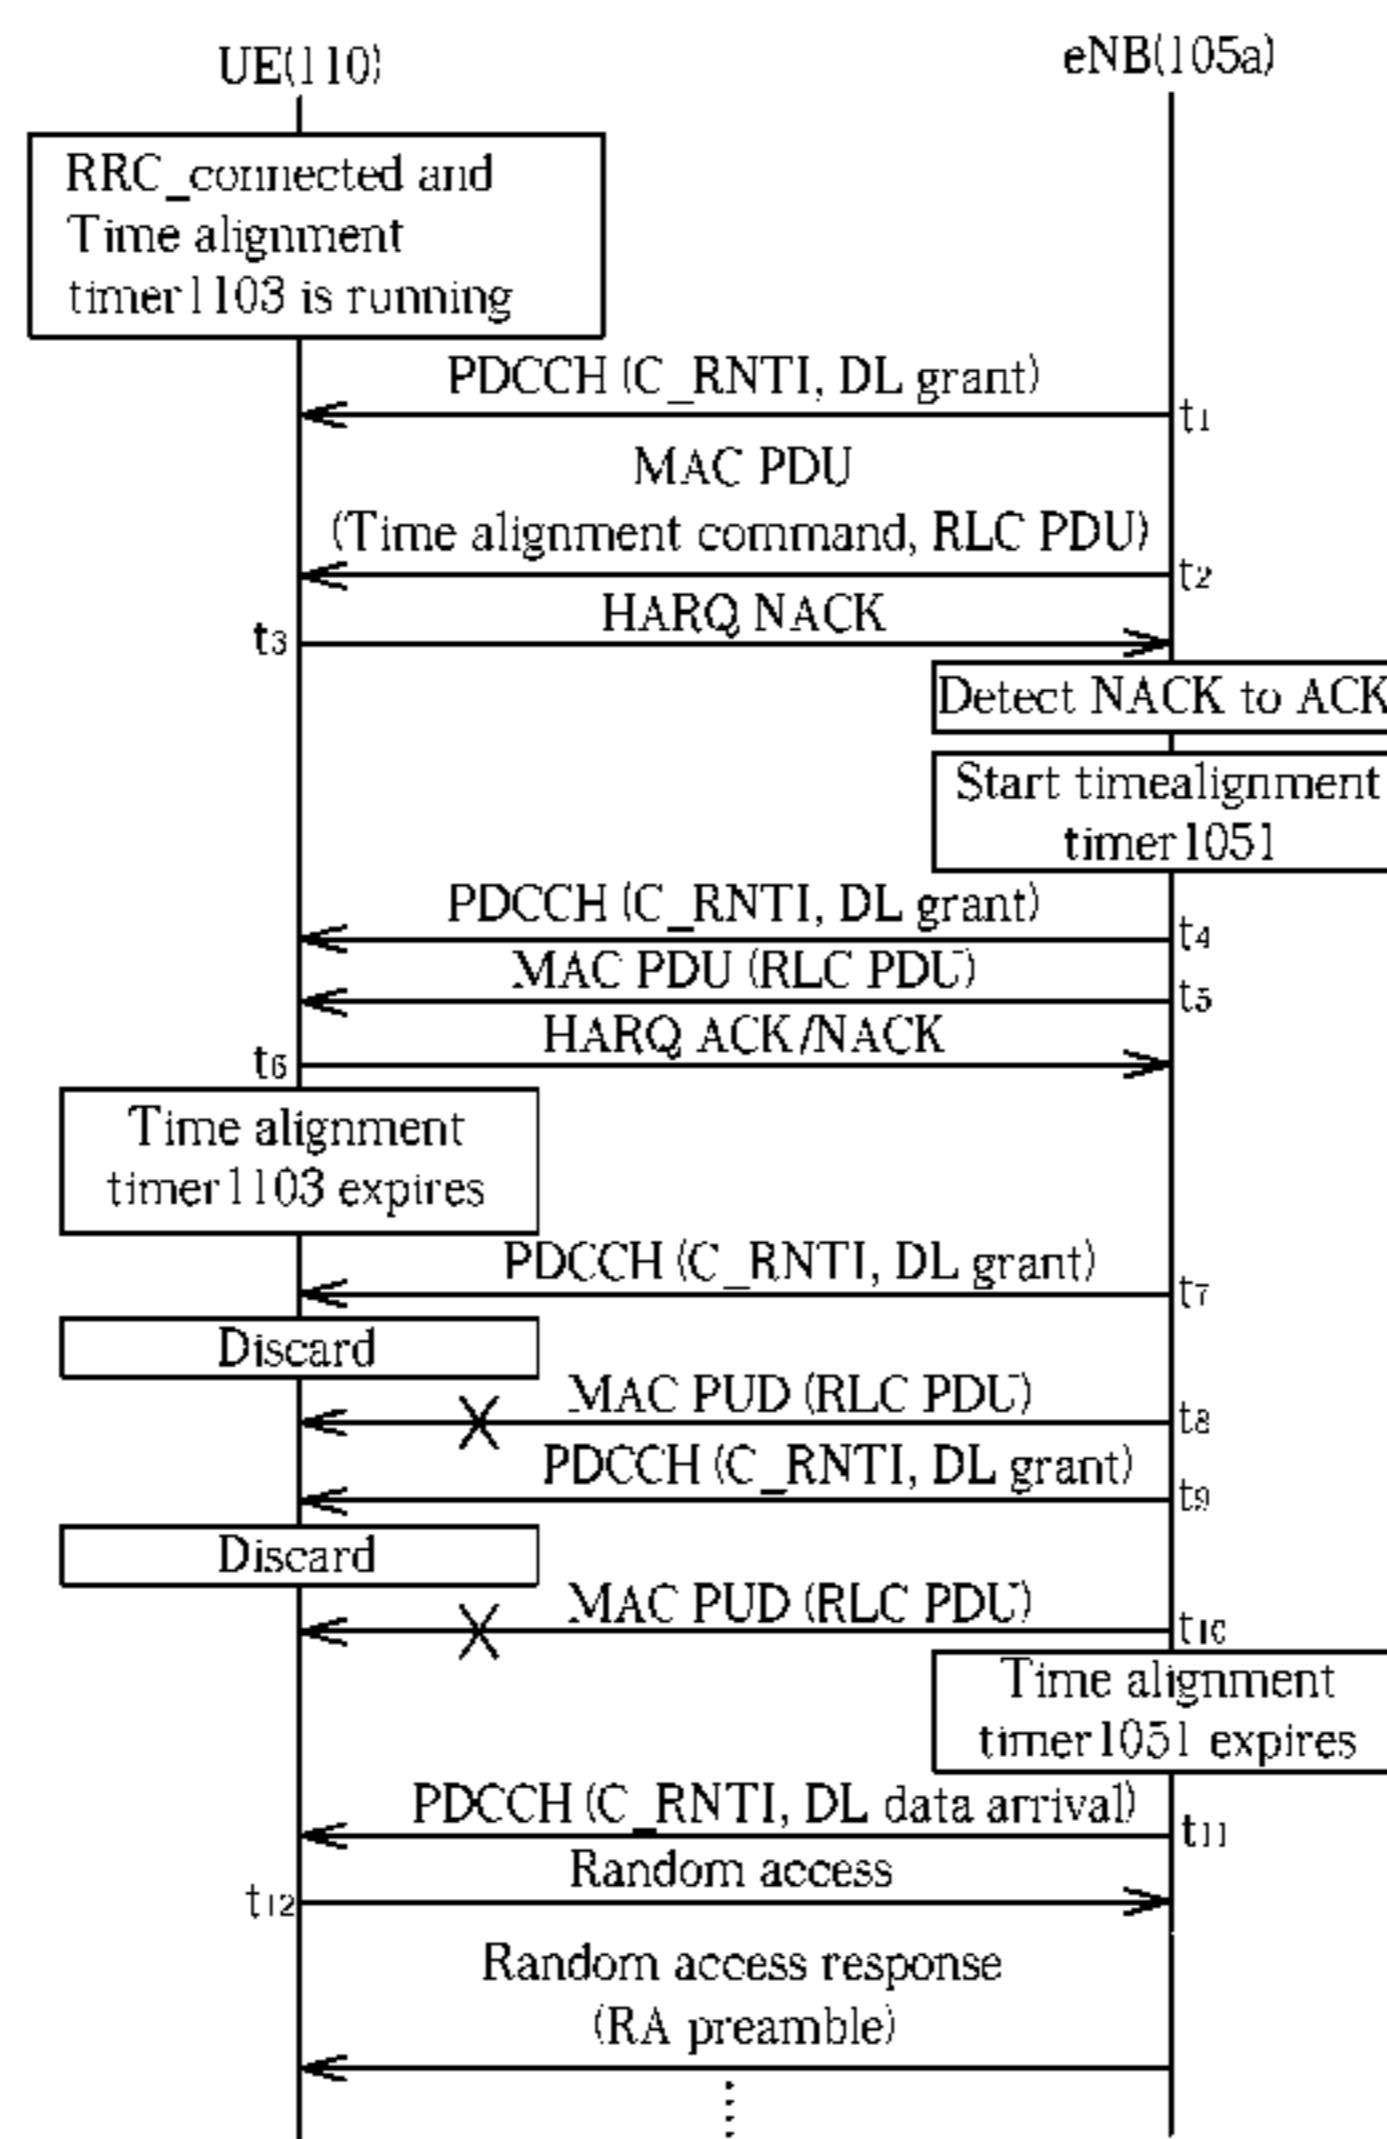 UE(110)
eNB(105a)
RRC_connected and
Time alignment
timer1103 is running
PDCCH (C_RNTI, DL grant)
t1
MAC PDU
(Time alignment command, RLC PDU)
t2
HARQ NACK
t3
Detect NACK to ACK
Start timealignment
timer1051
PDCCH (C_RNTI, DL grant)
t4
MAC PDU (RLC PDU)
t5
HARQ ACK/NACK
t6
Time alignment
timer1103 expires
PDCCH (C_RNTI, DL grant)
t7
Discard
MAC PUD (RLC PDU)
t8
PDCCH (C_RNTI, DL grant)
t9
Discard
MAC PUD (RLC PDU)
t10
Time alignment
timer1051 expires
PDCCH (C_RNTI, DL data arrival)
t11
Random access
t12
Random access response
(RA preamble)